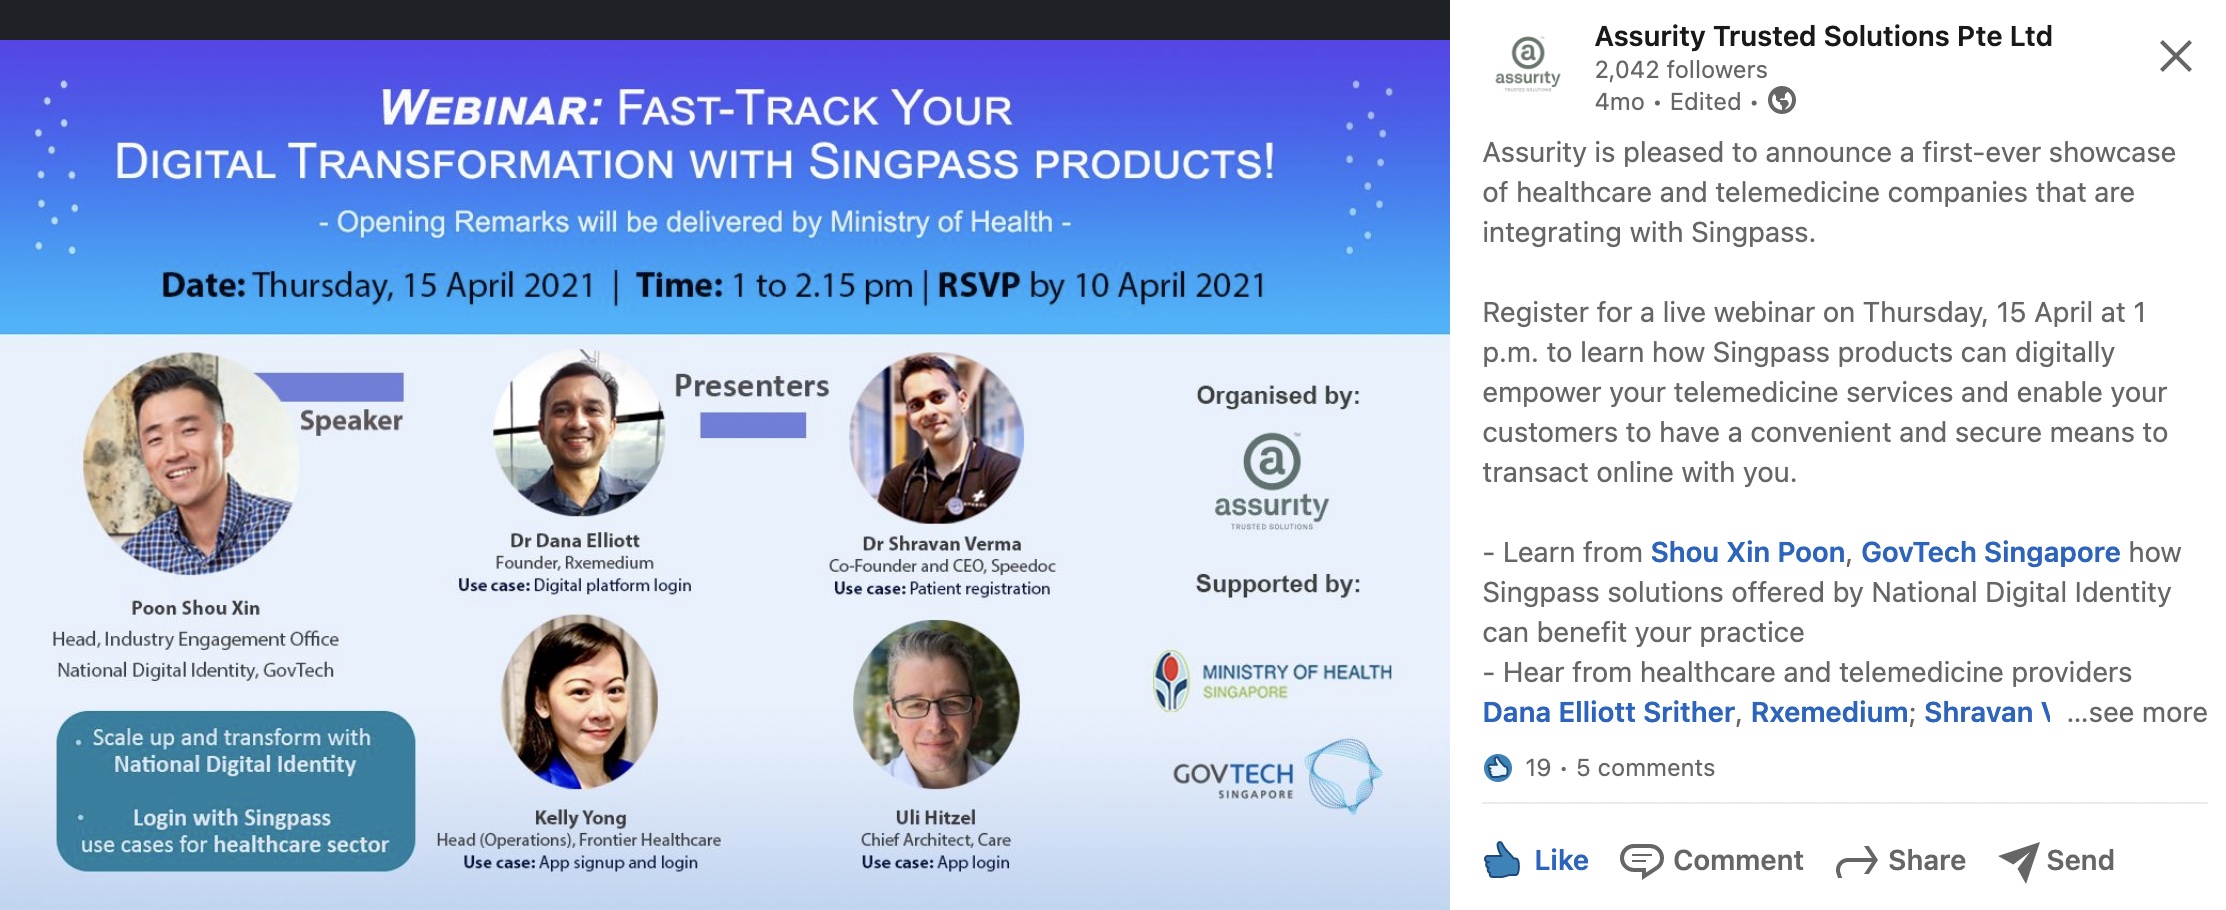 WEBINAR: FAST-TRACK YOUR
DIGITAL TRANSFORMATION WITH SINGPASS PRODUCTS!
- Opening Remarks will be delivered by Ministry of Health -
Date: Thursday, 15 April 2021 | Time: 1 to 2.15 pm | RSVP by 10 April 2021
Speaker
Poon Shou Xin
Head, Industry Engagement Office
National Digital Identity, GovTech
• Scale up and transform with
National Digital Identity
• Login with Singpass
use cases for healthcare sector
Presenters
Dr Dana Elliott
Founder, Rxemedium
Use case: Digital platform login
Dr Shravan Verma
Co-Founder and CEO, Speedoc
Use case: Patient registration
Kelly Yong
Head (Operations), Frontier Healthcare
Use case: App signup and login
Uli Hitzel
Chief Architect, Care
Use case: App login
Organised by:
a
assurity
TRUSTED SOLUTIONS
Supported by:
MINISTRY OF HEALTH
SINGAPORE
GOVTECH
SINGAPORE
a
assurity
TRUSTED SOLUTIONS
Assurity Trusted Solutions Pte Ltd
2,042 followers
4mo • Edited •
Assurity is pleased to announce a first-ever showcase
of healthcare and telemedicine companies that are
integrating with Singpass.
Register for a live webinar on Thursday, 15 April at 1
p.m. to learn how Singpass products can digitally
empower your telemedicine services and enable your
customers to have a convenient and secure means to
transact online with you.
- Learn from Shou Xin Poon, GovTech Singapore how
Singpass solutions offered by National Digital Identity
can benefit your practice
- Hear from healthcare and telemedicine providers
Dana Elliott Srither, Rxemedium; Shravan ...see more
19 • 5 comments
Like
Comment
Share
Send